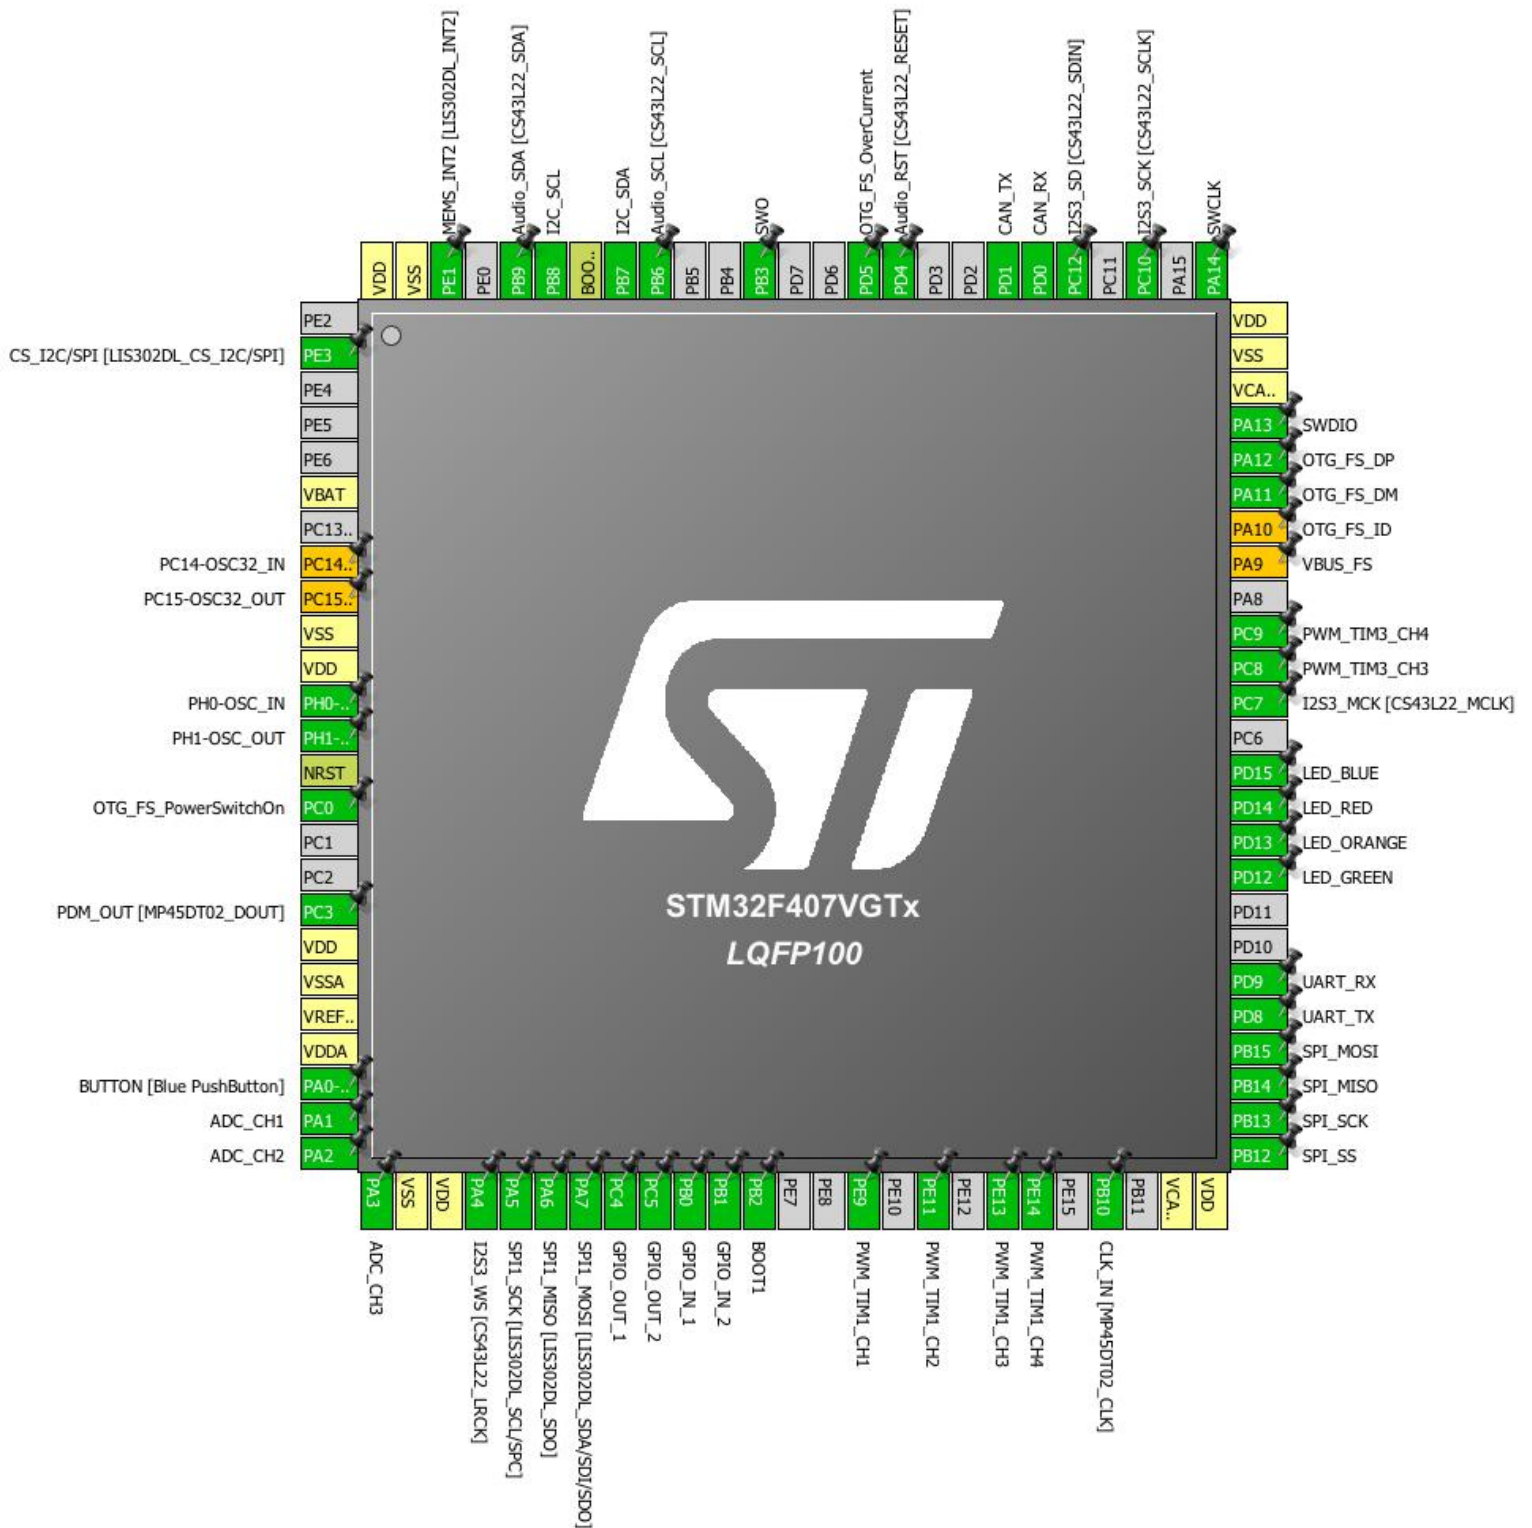 MEMS_INT2 [LIS302DL_INT2]
Audio_SDA [CS43L22_SDA]
I2C_SCL
I2C_SDA
Audio_SCL [CS43L22_SCL]
SWO
OTG_FS_OverCurrent
Audio_RST [CS43L22_RESET]
CAN_TX
CAN_RX
I2S3_SD [CS43L22_SDIN]
I2S3_SCK [CS43L22_SCLK]
SWCLK
VDD
VSS
PE1
PE0
PB9
PB8
BOO..
PB7
PB6
PB5
PB4
PB3
PD7
PD6
PD5
PD4
PD3
PD2
PD1
PD0
PC12
PC11
PC10
PA15
PA14
PE2
CS_I2C/SPI [LIS302DL_CS_I2C/SPI] PE3
PE4
PE5
PE6
VBAT
PC13..
PC14-OSC32_IN PC14..
PC15-OSC32_OUT PC15..
VSS
VDD
PH0-OSC_IN PH0-..
PH1-OSC_OUT PH1-..
NRST
OTG_FS_PowerSwitchOn PC0
PC1
PC2
PDM_OUT [MP45DT02_DOUT] PC3
VDD
VSSA
VREF..
VDDA
BUTTON [Blue PushButton] PA0-..
ADC_CH1 PA1
ADC_CH2 PA2
STM32F407VGTx
LQFP100
VDD
VSS
VCA..
PA13 SWDIO
PA12 OTG_FS_DP
PA11 OTG_FS_DM
PA10 OTG_FS_ID
PA9 VBUS_FS
PA8
PC9 PWM_TIM3_CH4
PC8 PWM_TIM3_CH3
PC7 I2S3_MCK [CS43L22_MCLK]
PC6
PD15 LED_BLUE
PD14 LED_RED
PD13 LED_ORANGE
PD12 LED_GREEN
PD11
PD10
PD9 UART_RX
PD8 UART_TX
PB15 SPI_MOSI
PB14 SPI_MISO
PB13 SPI_SCK
PB12 SPI_SS
PA3
VSS
VDD
PA4
PA5
PA6
PA7
PC4
PC5
PB0
PB1
PB2
PE7
PE8
PE9
PE10
PE11
PE12
PE13
PE14
PE15
PB10
PB11
VCA..
VDD
ADC_CH3
I2S3_WS [CS43L22_LRCK]
SPI1_SCK [LIS302DL_SCL/SPC]
SPI1_MISO [LIS302DL_SDO]
SPI1_MOSI [LIS302DL_SDA/SDI/SDO]
GPIO_OUT_1
GPIO_OUT_2
GPIO_IN_1
GPIO_IN_2
BOOT1
PWM_TIM1_CH1
PWM_TIM1_CH2
PWM_TIM1_CH3
PWM_TIM1_CH4
CLK_IN [MP45DT02_CLK]